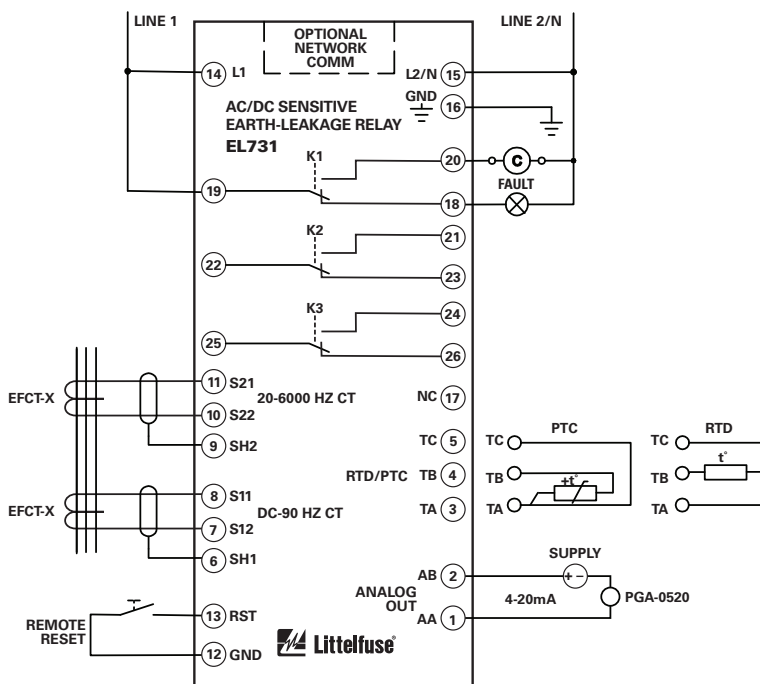 LINE 1
LINE 2/N
OPTIONAL
NETWORK
COMM
14 L1
L2/N 15
GND 16
AC/DC SENSITIVE
EARTH-LEAKAGE RELAY
EL731
K1
20
C
FAULT
19
18
K2
21
22
23
K3
24
25
26
EFCT-X
11 S21
20-6000 HZ CT
10 S22
9 SH2
NC 17
TC 5
RTD/PTC
TB 4
TA 3
PTC
TC
TB
+t°
TA
RTD
TC
t°
TB
TA
EFCT-X
8 S11
DC-90 HZ CT
7 S12
6 SH1
SUPPLY
AB 2
+ −
ANALOG
OUT
4-20mA
PGA-0520
AA 1
REMOTE
RESET
13 RST
12 GND
Littelfuse®